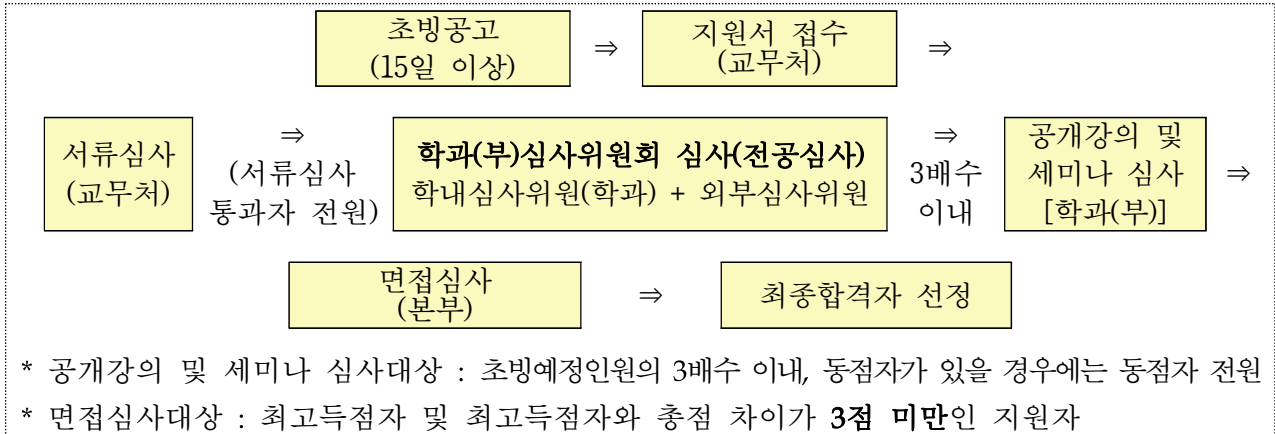 초빙공고
(15일 이상)
⇒
지원서 접수
(교무처)
⇒
서류심사
(교무처)
⇒
(서류심사
통과자 전원)
학과(부)심사위원회 심사(전공심사)
학내심사위원(학과) + 외부심사위원
⇒
3배수
이내
공개강의 및
세미나 심사
[학과(부)]
⇒
면접심사
(본부)
⇒
최종합격자 선정
* 공개강의 및 세미나 심사대상 : 초빙예정인원의 3배수 이내, 동점자가 있을 경우에는 동점자 전원
* 면접심사대상 : 최고득점자 및 최고득점자와 총점 차이가 3점 미만인 지원자